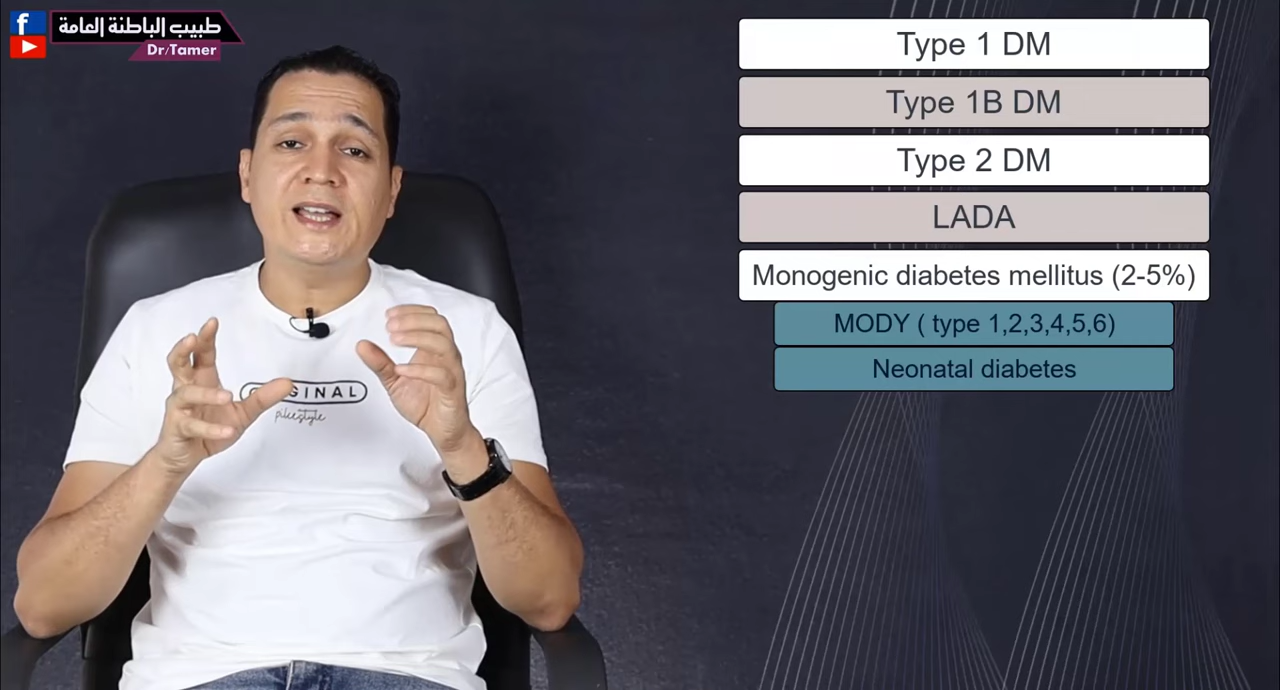 طبيب الباطنة العامة
Dr/Tamer
Type 1 DM
Type 1B DM
Type 2 DM
LADA
Monogenic diabetes mellitus (2-5%)
MODY ( type 1,2,3,4,5,6)
Neonatal diabetes